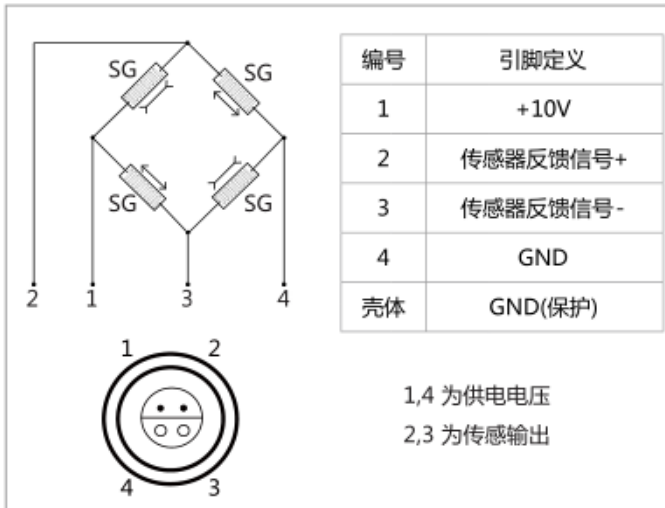 SG SG
SG SG
2 1 3 4
编号 引脚定义
1 +10V
2 传感器反馈信号+
3 传感器反馈信号-
4 GND
壳体 GND(保护)
1 2
4 3
1,4 为供电电压
2,3 为传感输出